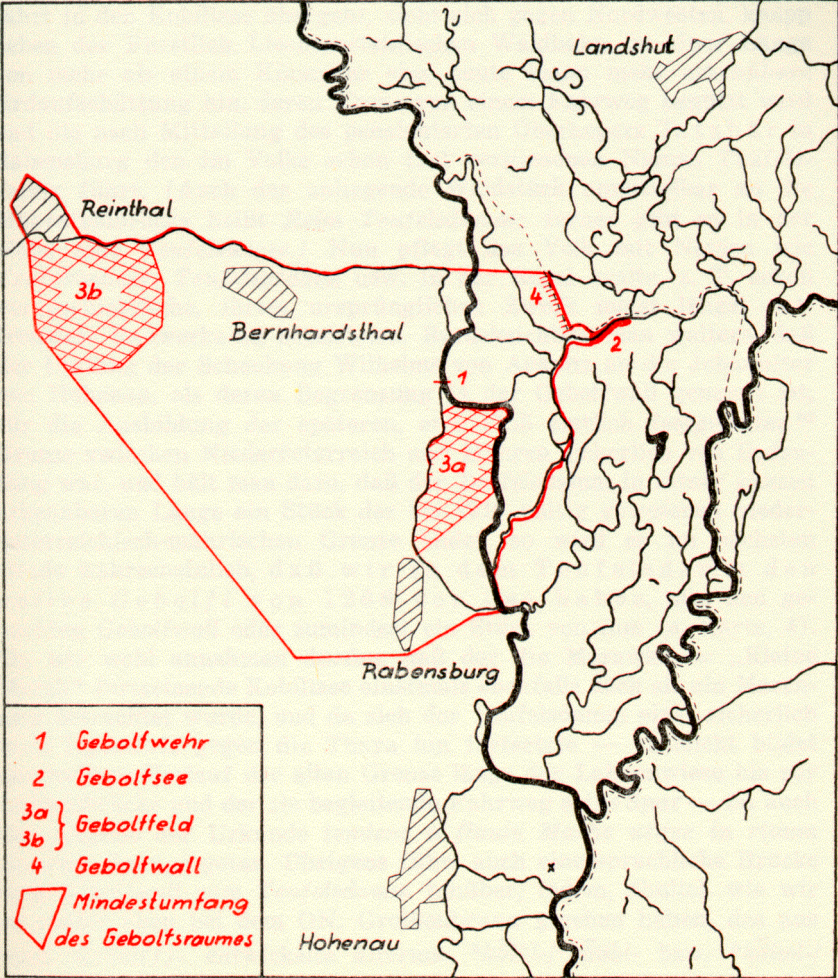 Landshut
Reinthal
3b
4
Bernhardsthal
2
1
3a
Rabensburg
1 Geboltwehr
2 Geboltsee
3a
3b } Geboltfeld
4 Geboltwall
Mindestumfang
des Geboltsraumes
Hohenau
x